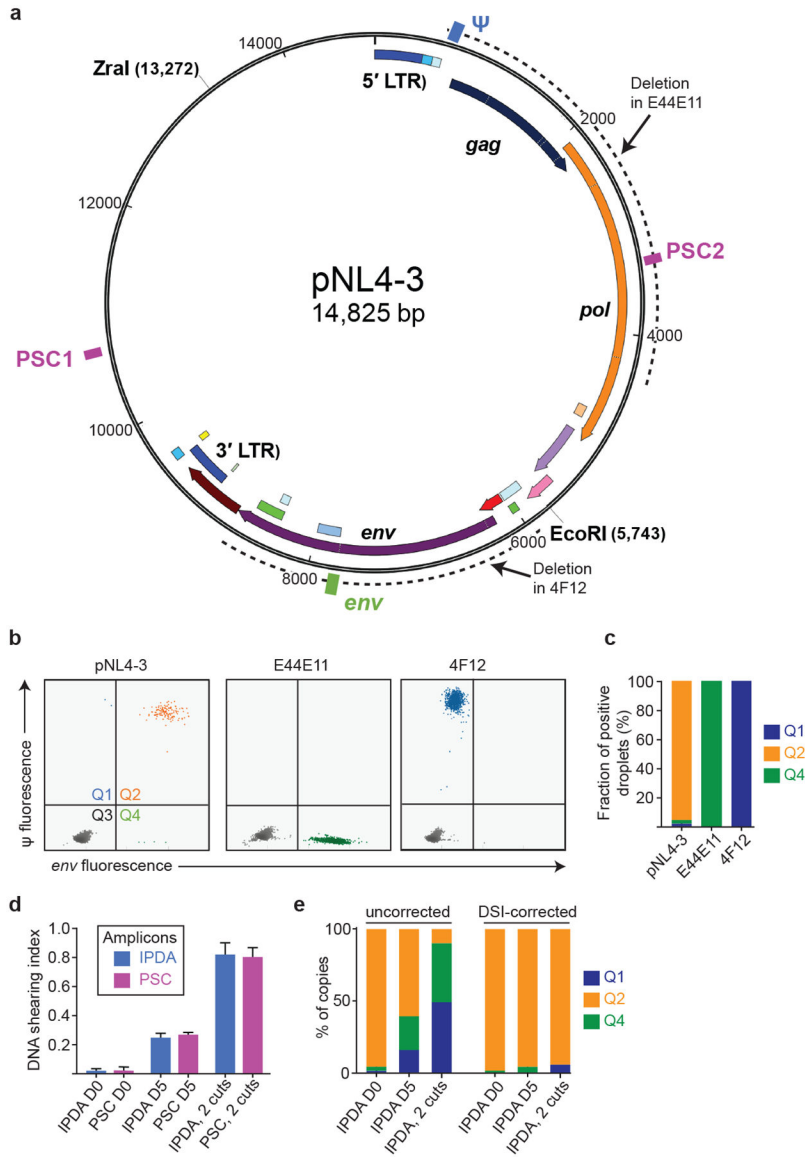 a
Ψ
14000
ZraI (13,272)
5′ LTR)
Deletion
in E44E11
2000
gag
12000
pNL4-3
14,825 bp
PSC2
pol
PSC1
4000
10000
3′ LTR)
env
EcoRI (5,743)
6000
8000
Deletion
in 4F12
env
b
pNL4-3
E44E11
4F12
Ψ fluorescence
Q1
Q2
Q3
Q4
env fluorescence
c
Fraction of positive
droplets (%)
100
80
60
40
20
pNL4-3
E44E11
4F12
Q1
Q2
Q4
d
DNA shearing index
1.0
0.8
0.6
0.4
0.2
Amplicons
IPDA
PSC
IPDA D0
PSC D0
IPDA D5
PSC D5
IPDA, 2 cuts
PSC, 2 cuts
e
uncorrected
DSI-corrected
% of copies
100
50
0
IPDA D0
IPDA D5
IPDA, 2 cuts
IPDA D0
IPDA D5
IPDA, 2 cuts
Q1
Q2
Q4